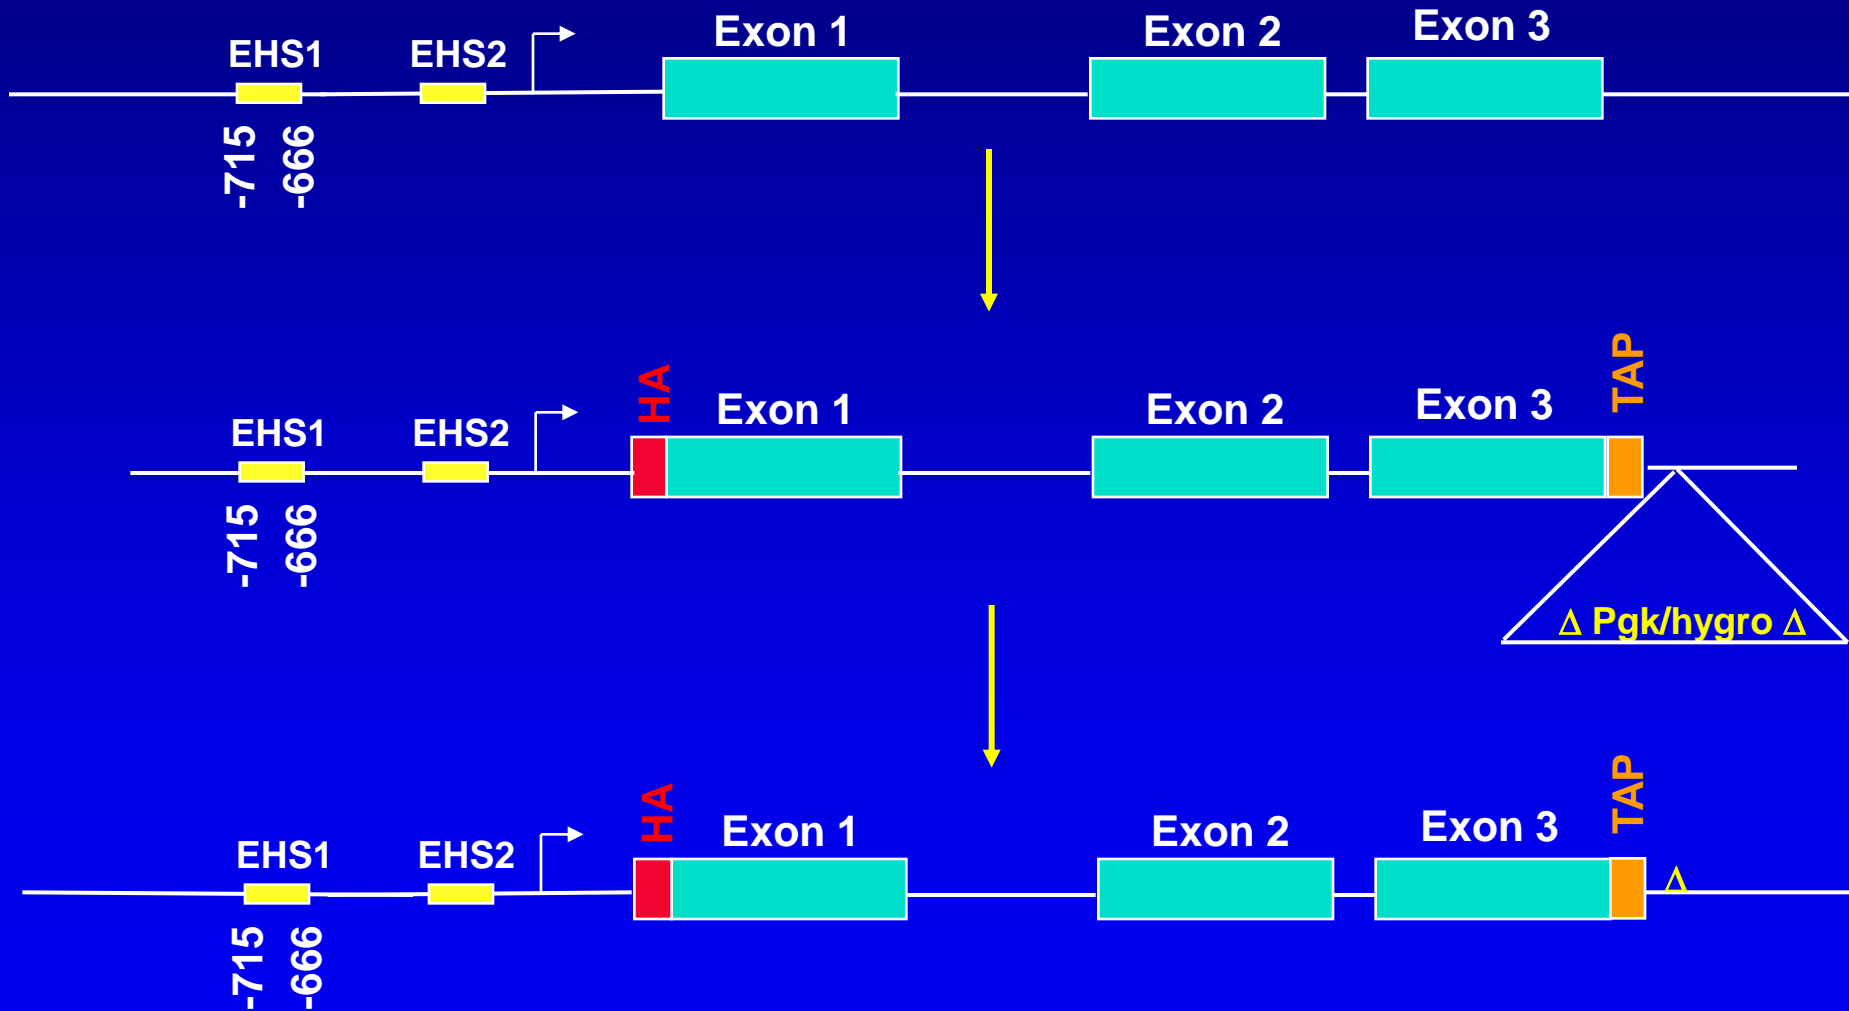 Exon 1 Exon 2 Exon 3
EHS1 EHS2
-715 -666
HA TAP
Exon 1 Exon 2 Exon 3
EHS1 EHS2
-715 -666
Δ Pgk/hygro Δ
HA TAP
Exon 1 Exon 2 Exon 3
EHS1 EHS2
Δ
-715 -666